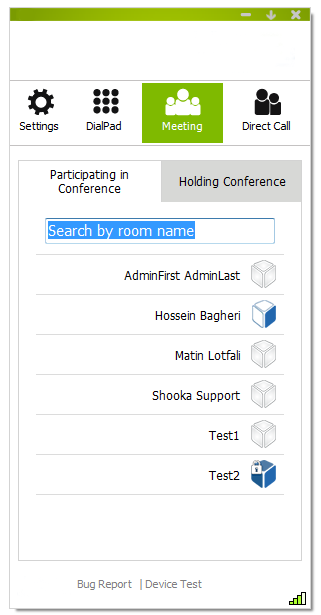 Settings
DialPad
Meeting
Direct Call
Participating in
Conference
Holding Conference
Search by room name
AdminFirst AdminLast
Hossein Bagheri
Matin Lotfali
Shooka Support
Test1
Test2
Bug Report | Device Test